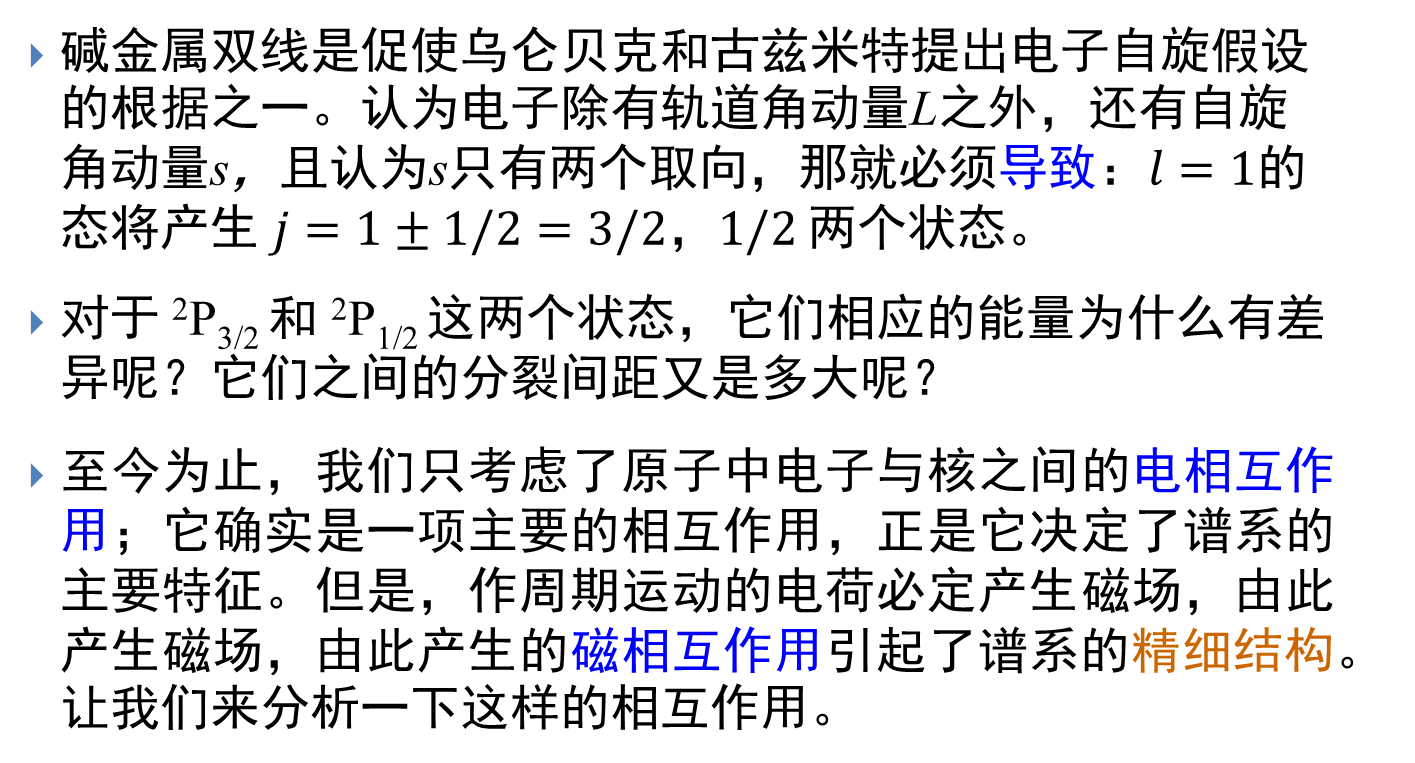 碱金属双线是促使乌仑贝克和古兹米特提出电子自旋假设
的根据之一。认为电子除有轨道角动量L之外，还有自旋
角动量s，且认为s只有两个取向，那就必须导致：l = 1的
态将产生 j = 1 ± 1/2 = 3/2，1/2 两个状态。
对于 ²P₃/₂ 和 ²P₁/₂ 这两个状态，它们相应的能量为什么有差
异呢？它们之间的分裂间距又是多大呢？
至今为止，我们只考虑了原子中电子与核之间的电相互作
用；它确实是一项主要的相互作用，正是它决定了谱系的
主要特征。但是，作周期运动的电荷必定产生磁场，由此
产生磁场，由此产生的磁相互作用引起了谱系的精细结构。
让我们来分析一下这样的相互作用。